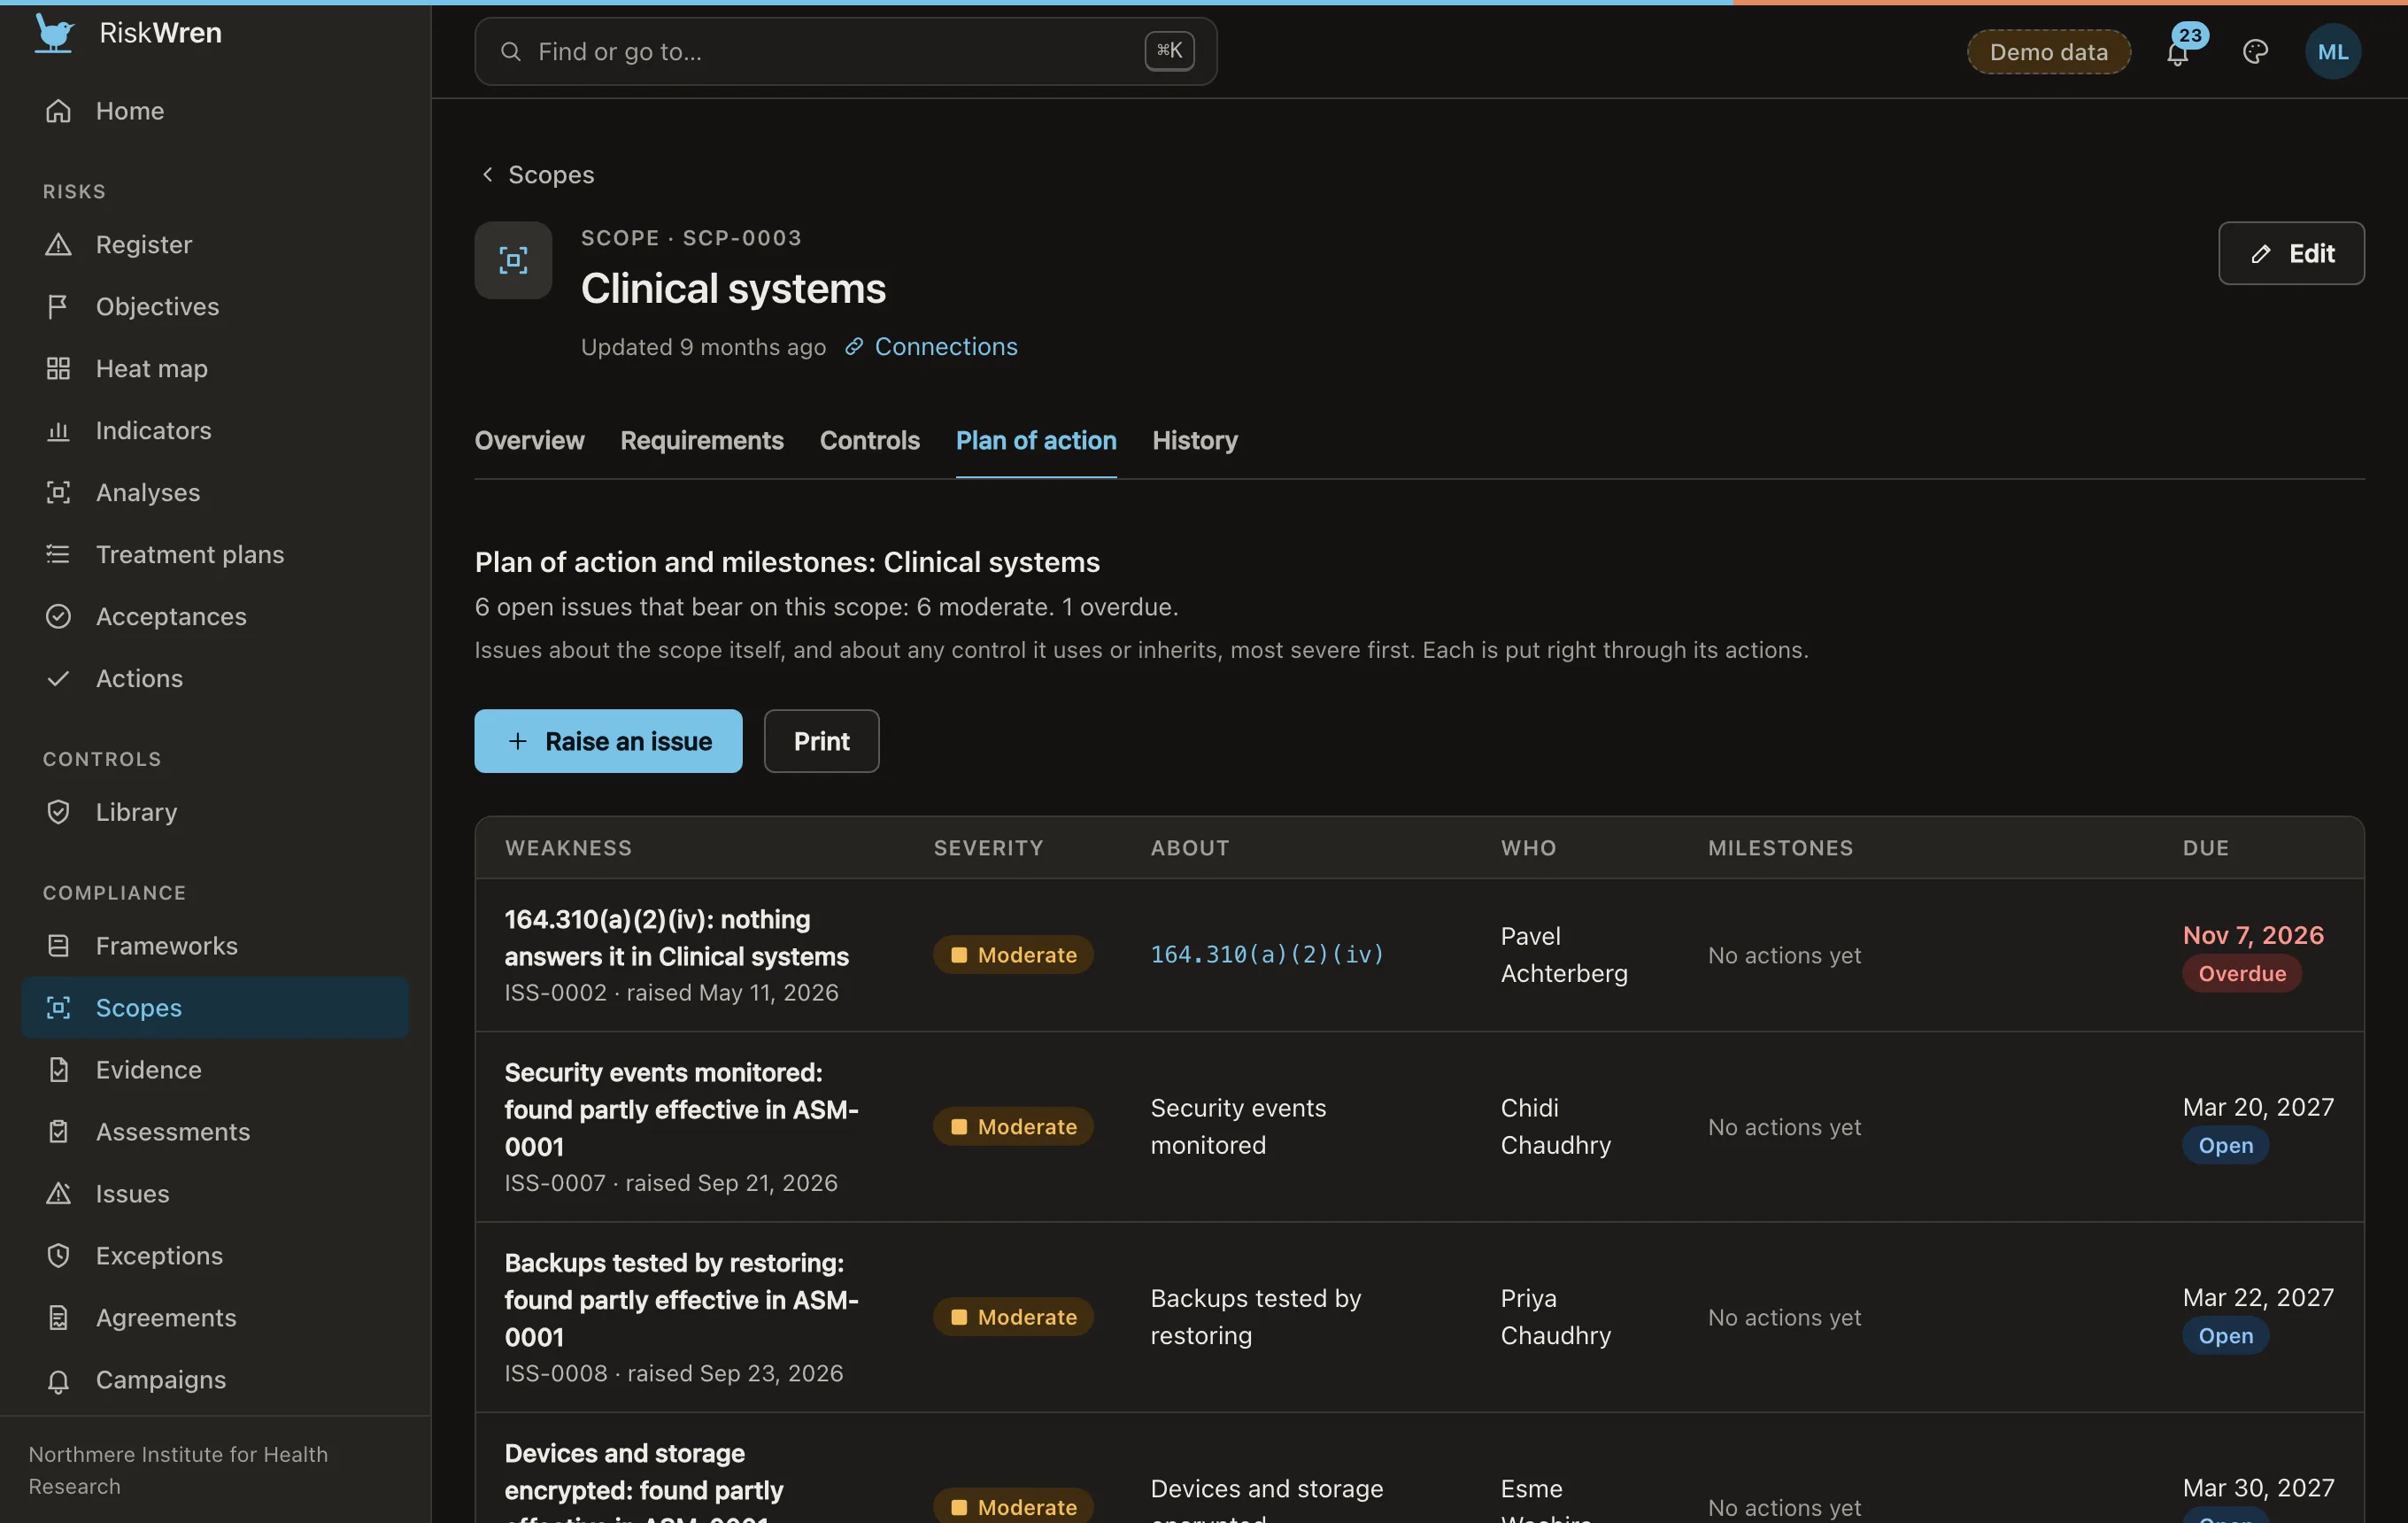 RiskWren
Find or go to...
⌘K
Demo data
23
ML
Home
RISKS
Register
Objectives
Heat map
Indicators
Analyses
Treatment plans
Acceptances
Actions
CONTROLS
Library
COMPLIANCE
Frameworks
Scopes
Evidence
Assessments
Issues
Exceptions
Agreements
Campaigns
Northmere Institute for Health
Research
Scopes
SCOPE · SCP-0003
Clinical systems
Updated 9 months ago
Connections
Edit
Overview
Requirements
Controls
Plan of action
History
Plan of action and milestones: Clinical systems
6 open issues that bear on this scope: 6 moderate. 1 overdue.
Issues about the scope itself, and about any control it uses or inherits, most severe first. Each is put right through its actions.
Raise an issue
Print
WEAKNESS
SEVERITY
ABOUT
WHO
MILESTONES
DUE
164.310(a)(2)(iv): nothing
answers it in Clinical systems
ISS-0002 · raised May 11, 2026
Moderate
164.310(a)(2)(iv)
Pavel
Achterberg
No actions yet
Nov 7, 2026
Overdue
Security events monitored:
found partly effective in ASM-
0001
ISS-0007 · raised Sep 21, 2026
Moderate
Security events
monitored
Chidi
Chaudhry
No actions yet
Mar 20, 2027
Open
Backups tested by restoring:
found partly effective in ASM-
0001
ISS-0008 · raised Sep 23, 2026
Moderate
Backups tested by
restoring
Priya
Chaudhry
No actions yet
Mar 22, 2027
Open
Devices and storage
encrypted: found partly
effective in ASM-0001
Moderate
Devices and storage
encrypted
Esme
No actions yet
Mar 30, 2027
Open